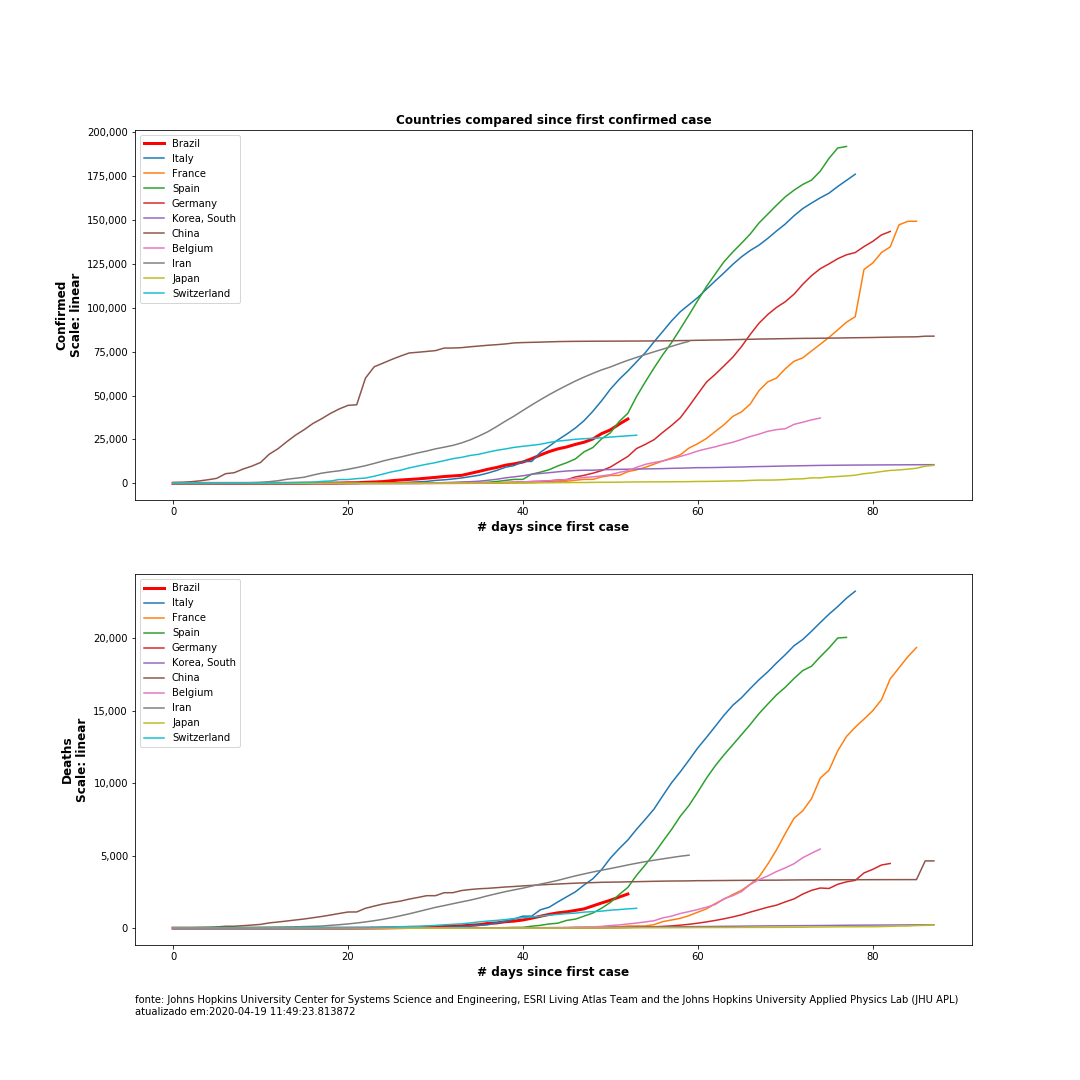 Countries compared since first confirmed case
Confirmed
Scale: linear
200,000
175,000
150,000
125,000
100,000
75,000
50,000
25,000
0
Brazil
Italy
France
Spain
Germany
Korea, South
China
Belgium
Iran
Japan
Switzerland
0 20 40 60 80
# days since first case
Deaths
Scale: linear
20,000
15,000
10,000
5,000
0
Brazil
Italy
France
Spain
Germany
Korea, South
China
Belgium
Iran
Japan
Switzerland
0 20 40 60 80
# days since first case
fonte: Johns Hopkins University Center for Systems Science and Engineering, ESRI Living Atlas Team and the Johns Hopkins University Applied Physics Lab (JHU APL)
atualizado em:2020-04-19 11:49:23.813872